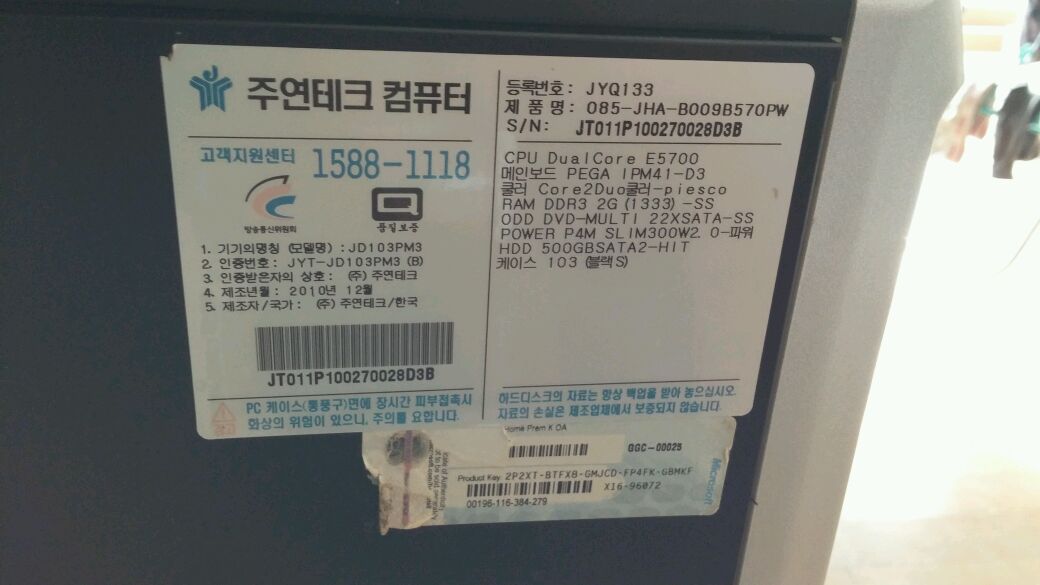 주연테크 컴퓨터
고객지원센터 1588-1118
방송통신위원회
Q
품질보증
1. 기기의명칭 (모델명) : JD103PM3
2. 인증번호: JYT-JD103PM3 (B)
3. 인증받은자의 상호: (주) 주연테크
4. 제조년월: 2010년 12월
5. 제조자/국가: (주) 주연테크/한국
JT011P100270028D3B
경고
PC 케이스(통풍구)면에 장시간 피부접촉시
화상의 위험이 있으니, 주의를 요합니다.
등록번호: JYQ133
제 품 명: 085-JHA-B009B570PW
S/N: JT011P100270028D3B
CPU DualCore E5700
메인보드 PEGA IPM41-D3
쿨러 Core2Duo쿨러-piesco
RAM DDR3 2G (1333) -SS
ODD DVD-MULTI 22XSATA-SS
POWER P4M SLIM300W2. 0-파워
HDD 500GBSATA2-HIT
케이스 103 (블랙S)
하드디스크의 자료는 항상 백업을 받아 놓으십시오.
자료의 손실은 제조업체에서 보증되지 않습니다.
Home Prem K OA
GGC-00025
Product Key: 2P2XT-BTFX8-GMJCD-FP4FK-GBMKF
X16-96072
00196-116-384-279
Microsoft